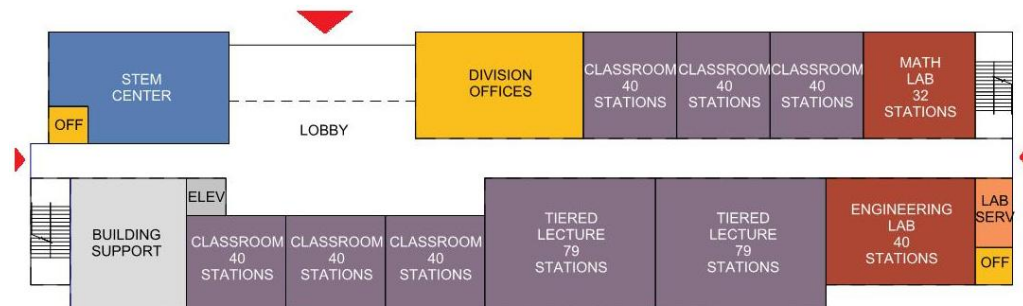 STEM
CENTER
OFF
LOBBY
DIVISION
OFFICES
CLASSROOM
40
STATIONS
CLASSROOM
40
STATIONS
CLASSROOM
40
STATIONS
MATH
LAB
32
STATIONS
BUILDING
SUPPORT
ELEV
CLASSROOM
40
STATIONS
CLASSROOM
40
STATIONS
CLASSROOM
40
STATIONS
TIERED
LECTURE
79
STATIONS
TIERED
LECTURE
79
STATIONS
ENGINEERING
LAB
40
STATIONS
LAB
SERV
OFF